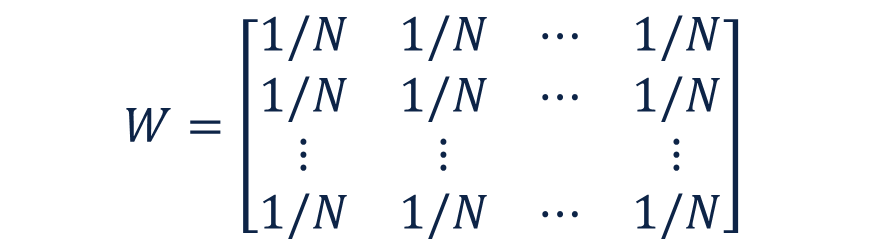 1/N 1/N ⋯ 1/N
1/N 1/N ⋯ 1/N
W =
⋮ ⋮ ⋮
1/N 1/N ⋯ 1/N